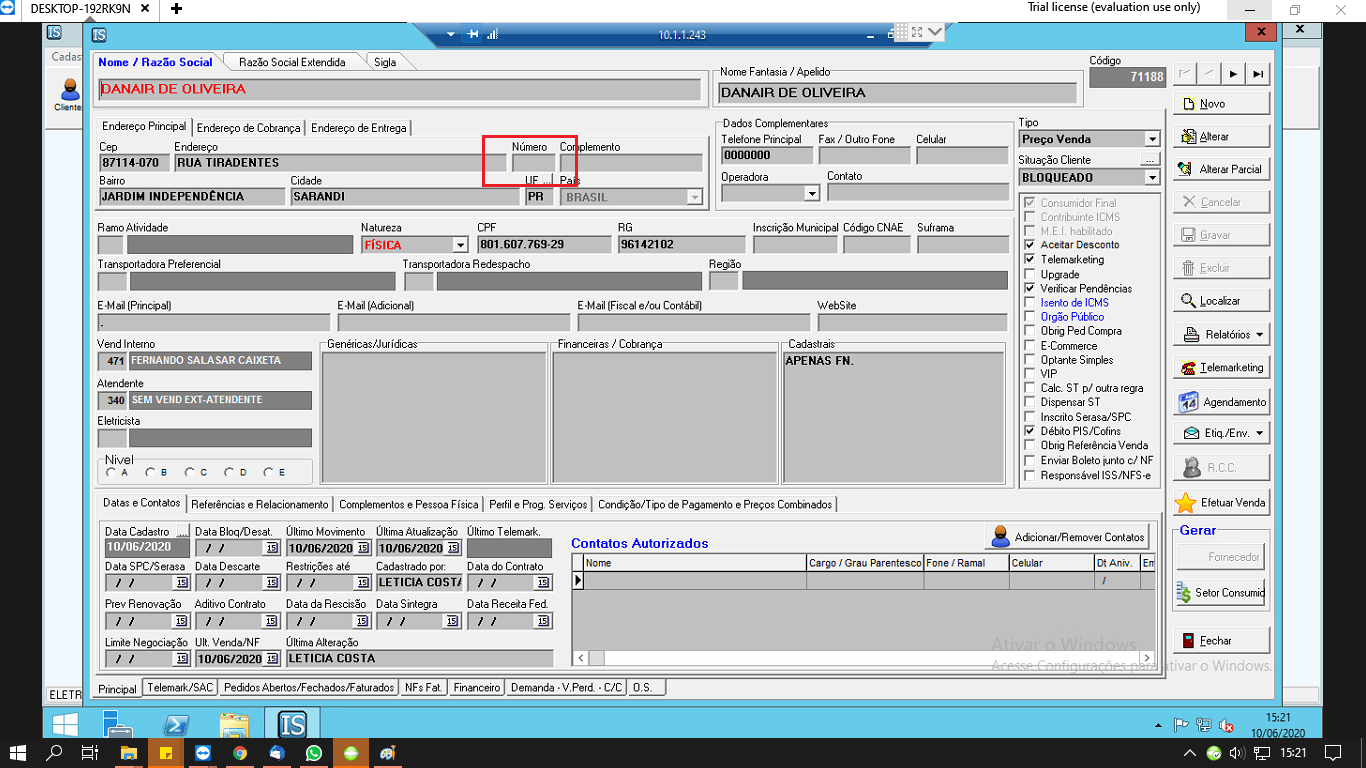 DESKTOP-192RK9N
Trial license (evaluation use only)
10.1.1.243
Cadas
Cliente
Nome / Razão Social
Razão Social Extendida
Sigla
DANAIR DE OLIVEIRA
Nome Fantasia / Apelido
DANAIR DE OLIVEIRA
Código
71188
Endereço Principal
Endereço de Cobrança
Endereço de Entrega
Cep
Endereço
Número
Complemento
87114-070
RUA TIRADENTES
Bairro
Cidade
UF ...
País
JARDIM INDEPENDÊNCIA
SARANDI
PR
BRASIL
Dados Complementares
Telefone Principal
Fax / Outro Fone
Celular
0000000
Operadora
Contato
Tipo
Preço Venda
Situação Cliente
...
BLOQUEADO
Consumidor Final
Contribuinte ICMS
M.E.I. habilitado
Aceitar Desconto
Telemarketing
Upgrade
Verificar Pendências
Isento de ICMS
Orgão Público
Obrig Ped Compra
E-Commerce
Optante Simples
VIP
Calc. ST p/ outra regra
Dispensar ST
Inscrito Serasa/SPC
Débito PIS/Cofins
Obrig Referência Venda
Enviar Boleto junto c/ NF
Responsável ISS/NFS-e
Novo
Alterar
Alterar Parcial
Cancelar
Gravar
Excluir
Localizar
Relatórios
Telemarketing
Agendamento
Etiq./Env.
R.C.C.
Efetuar Venda
Gerar
Fornecedor
Setor Consumid
Fechar
Ramo Atividade
Natureza
CPF
RG
Inscrição Municipal
Código CNAE
Suframa
FÍSICA
801.607.769-29
96142102
Transportadora Preferencial
Transportadora Redespacho
Região
E-Mail (Principal)
E-Mail (Adicional)
E-Mail (Fiscal e/ou Contábil)
WebSite
.
Vend Interno
471 FERNANDO SALASAR CAIXETA
Atendente
340 SEM VEND EXT-ATENDENTE
Eletricista
Nivel
A B C D E
Genéricas/Jurídicas
Financeiras / Cobrança
Cadastrais
APENAS FN.
Datas e Contatos
Referências e Relacionamento
Complementos e Pessoa Física
Perfil e Prog. Serviços
Condição/Tipo de Pagamento e Preços Combinados
Data Cadastro ...
Data Bloq/Desat.
Último Movimento
Última Atualização
Último Telemark.
10/06/2020
/ /
10/06/2020
10/06/2020
Data SPC/Serasa
Data Descarte
Restrições até
Cadastrado por:
Data do Contrato
/ /
/ /
/ /
LETICIA COSTA
/ /
Prev Renovação
Aditivo Contrato
Data da Rescisão
Data Sintegra
Data Receita Fed.
/ /
/ /
/ /
/ /
/ /
Limite Negociação
Ult. Venda/NF
Última Alteração
/ /
10/06/2020
LETICIA COSTA
Contatos Autorizados
Adicionar/Remover Contatos
Nome
Cargo / Grau Parentesco
Fone / Ramal
Celular
Dt Aniv.
Em
/
Ativar o Windows
Acesse Configurações para ativar o Windows.
Principal
Telemark/SAC
Pedidos Abertos/Fechados/Faturados
NFs Fat.
Financeiro
Demanda - V.Perd. - C/C
O.S.
ELETR
15:21
10/06/2020
15:21